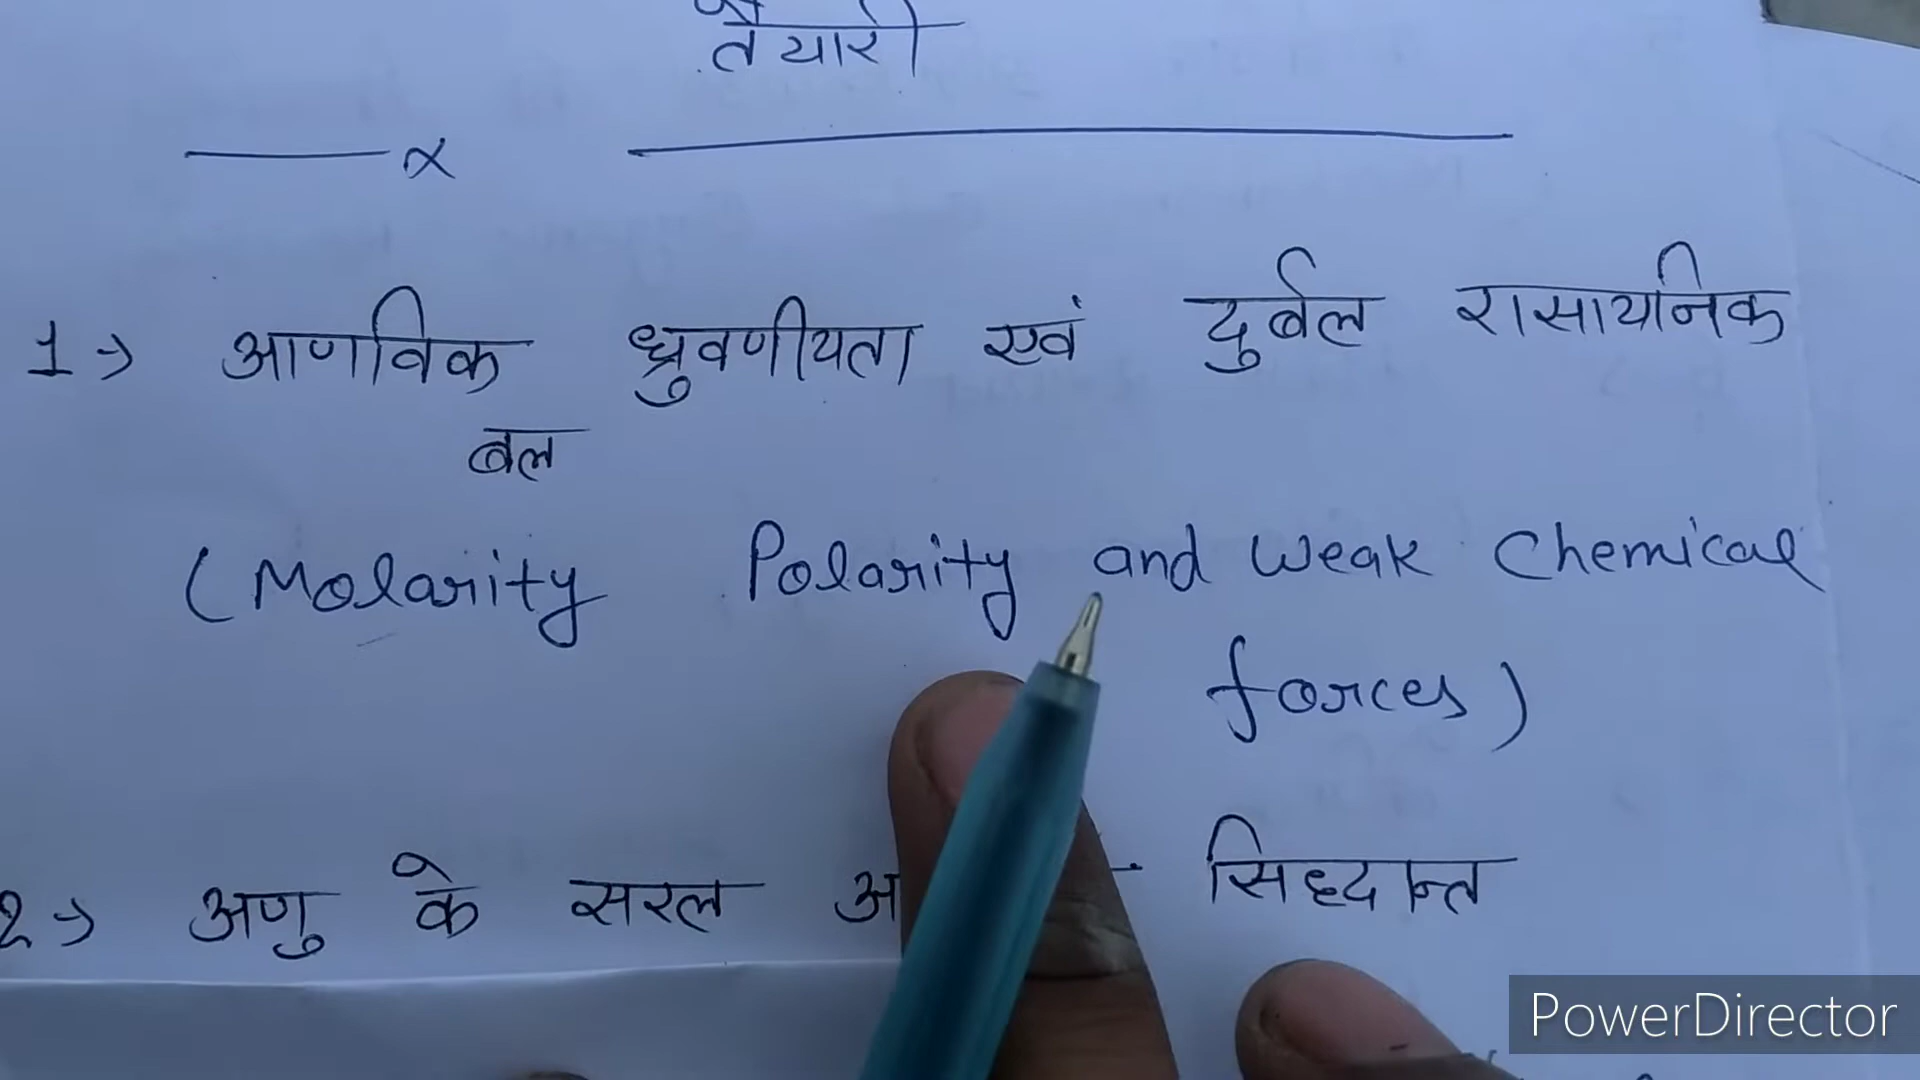 तैयारी
1→ आणविक ध्रुवणीयता एवं दुर्बल रासायनिक
बल
(Molarity Polarity and weak Chemical
forces)
2→ अणु के सरल सिद्दान्त
PowerDirector